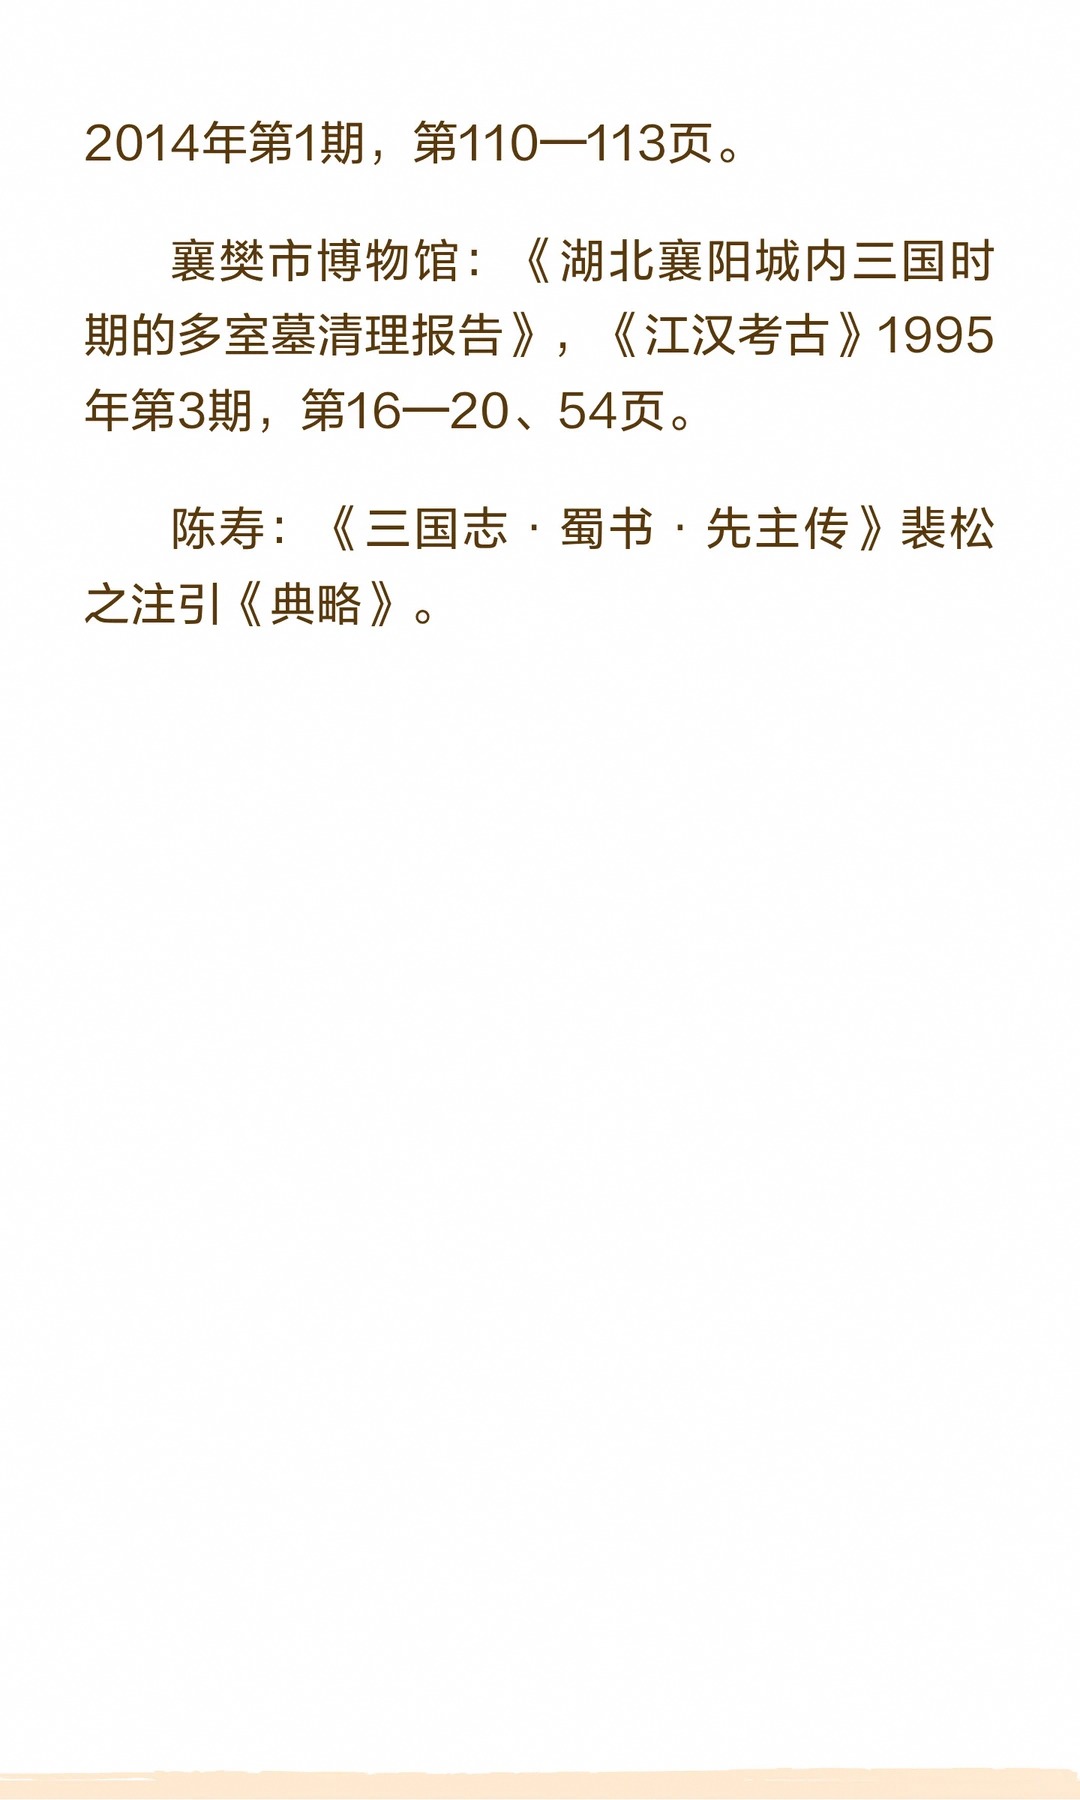 2014年第1期，第110—113页。
襄樊市博物馆：《湖北襄阳城内三国时
期的多室墓清理报告》，《江汉考古》1995
年第3期，第16—20、54页。
陈寿：《三国志·蜀书·先主传》裴松
之注引《典略》。